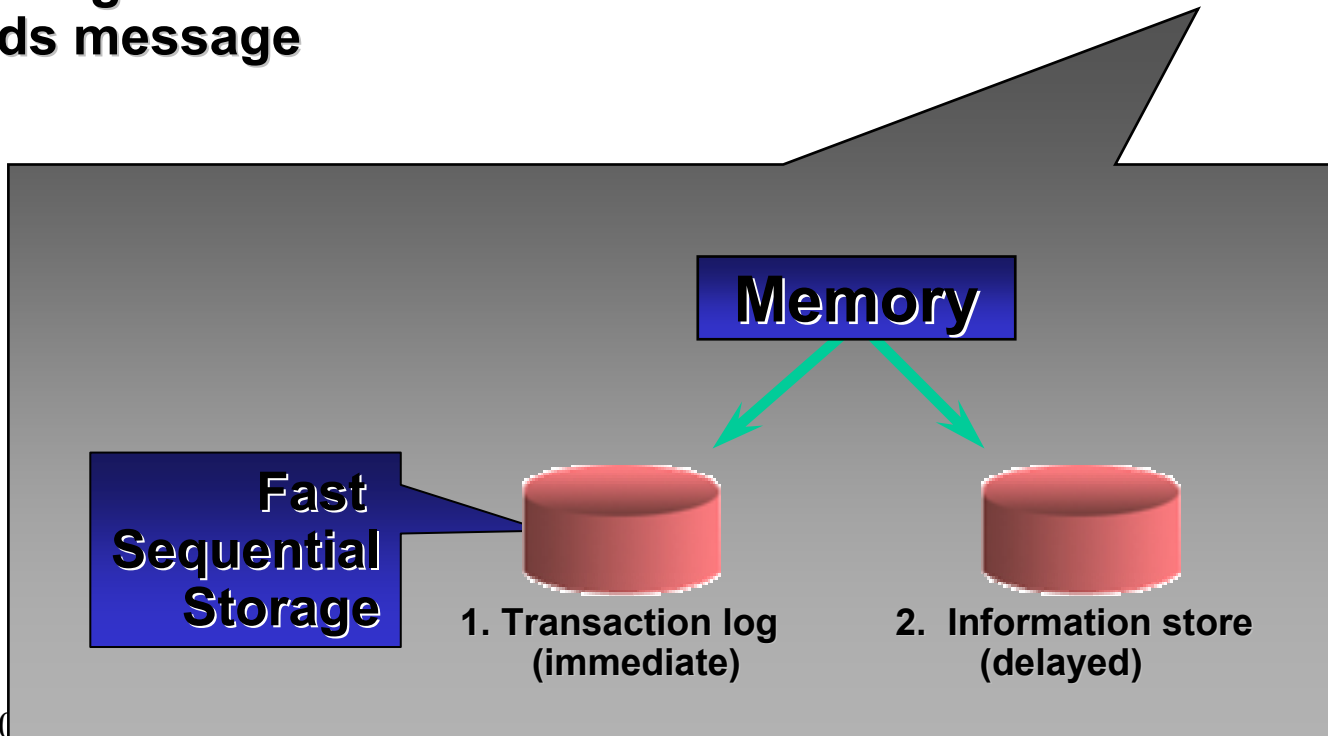 ds message
Memory
Fast
Sequential
Storage
1. Transaction log
(immediate)
2. Information store
(delayed)